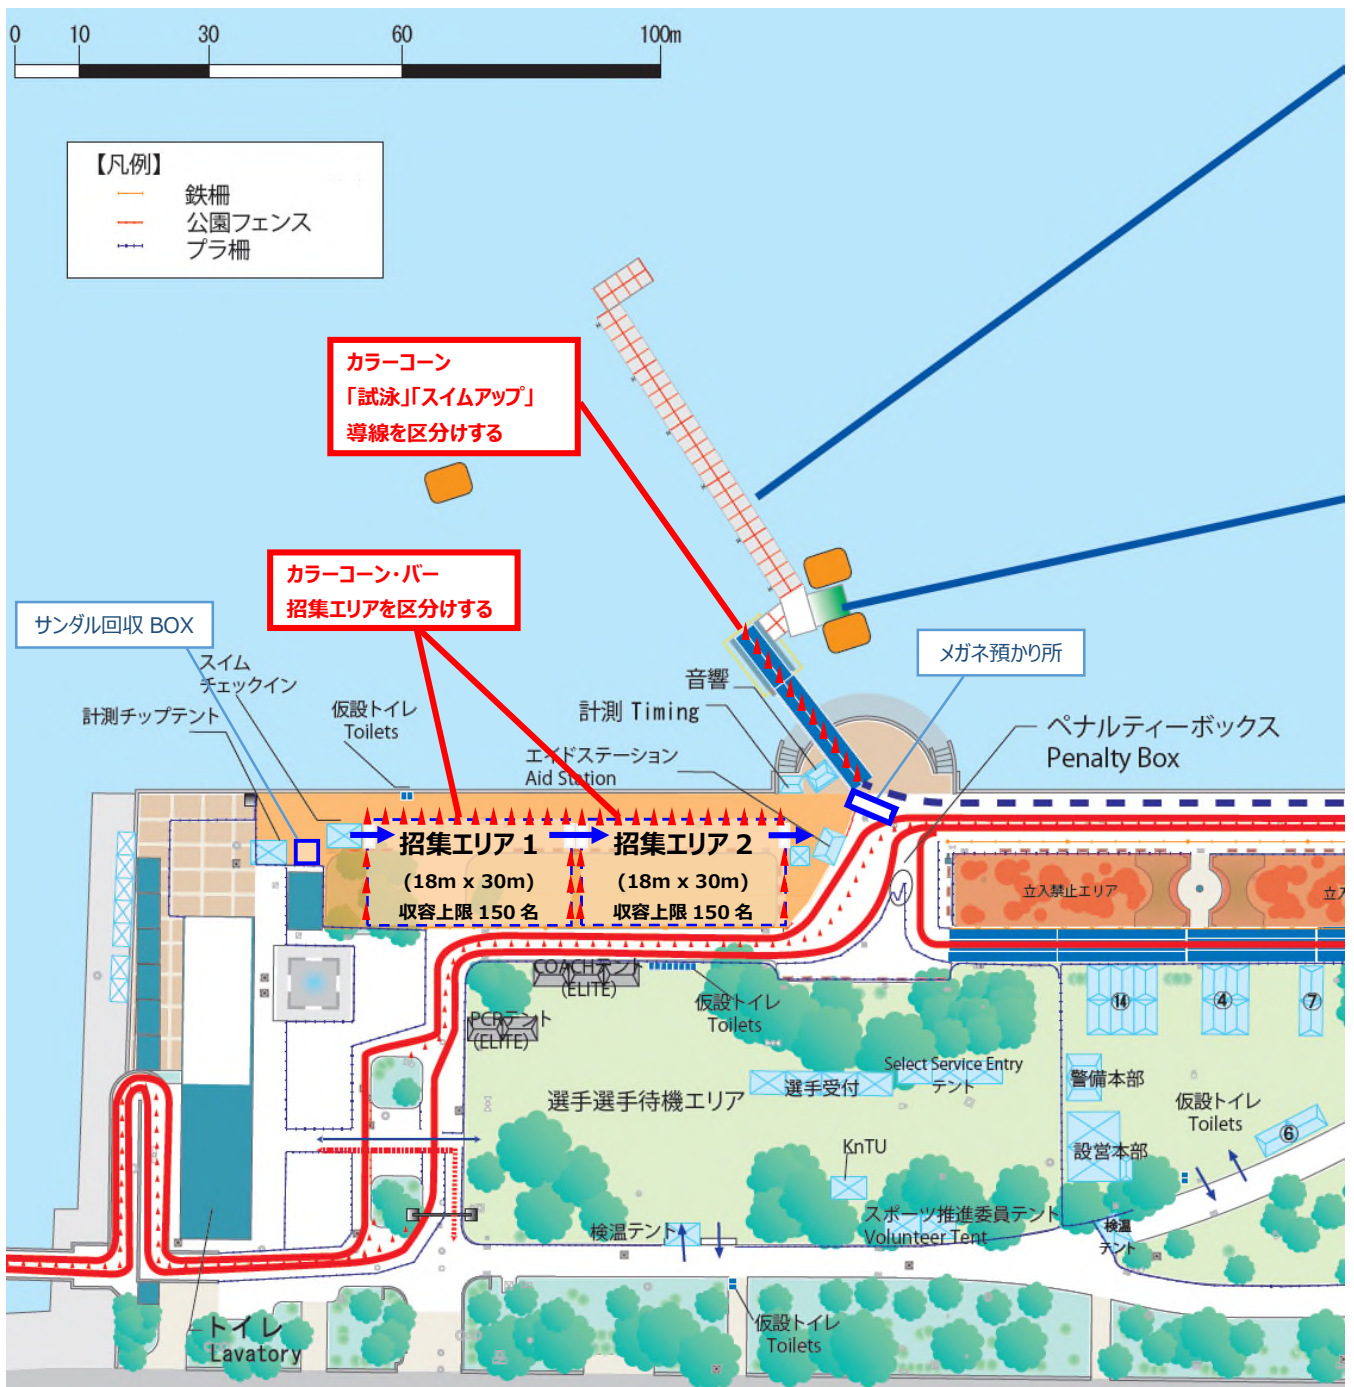 0 10 30 60 100m
【凡例】
鉄柵
公園フェンス
プラ柵
カラーコーン
「試泳」「スイムアップ」
導線を区分けする
カラーコーン・バー
招集エリアを区分けする
サンダル回収 BOX
スイム
チェックイン
計測チップテント
仮設トイレ
Toilets
音響
計測 Timing
エイドステーション
Aid Station
メガネ預かり所
ペナルティーボックス
Penalty Box
招集エリア 1
(18m x 30m)
収容上限 150 名
招集エリア 2
(18m x 30m)
収容上限 150 名
立入禁止エリア
立入
COACHテント
(ELITE)
PCRテント
(ELITE)
仮設トイレ
Toilets
⑭
④
⑦
選手選手待機エリア
選手受付
Select Service Entry
テント
警備本部
仮設トイレ
Toilets
⑥
設営本部
KnTU
検温テント
スポーツ推進委員テント
Volunteer Tent
検温
テント
トイレ
Lavatory
仮設トイレ
Toilets